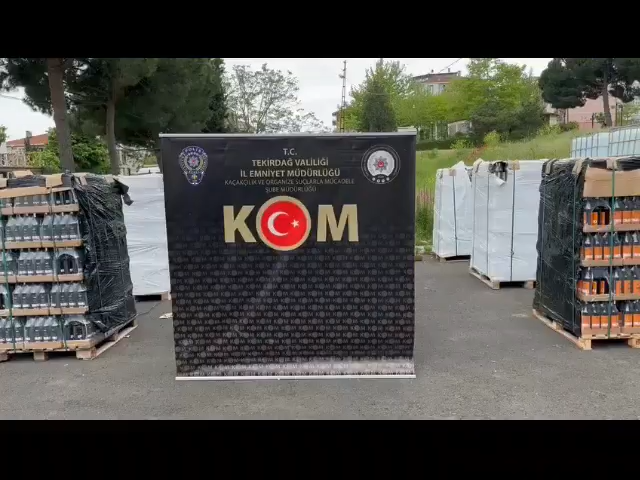 T.C.
TEKİRDAĞ VALİLİĞİ
İL EMNİYET MÜDÜRLÜĞÜ
KAÇAKÇILIK VE ORGANİZE SUÇLARLA MÜCADELE
ŞUBE MÜDÜRLÜĞÜ
KOM